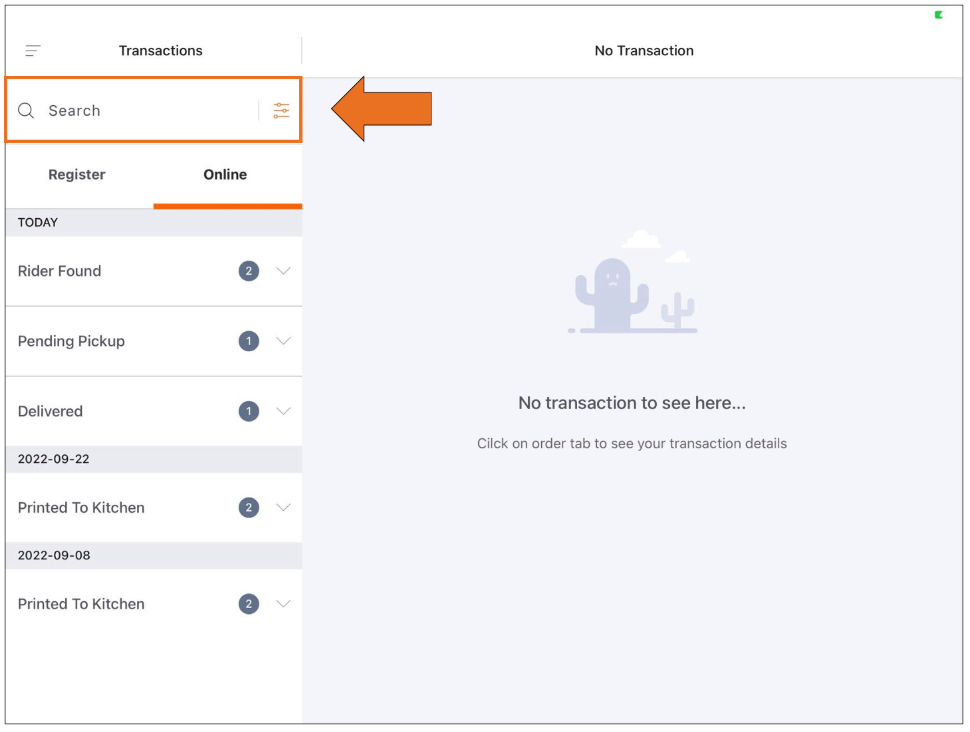 Transactions
No Transaction
Search
Register
Online
TODAY
Rider Found 2
Pending Pickup 1
Delivered 1
2022-09-22
Printed To Kitchen 2
2022-09-08
Printed To Kitchen 2
No transaction to see here...
Cilck on order tab to see your transaction details